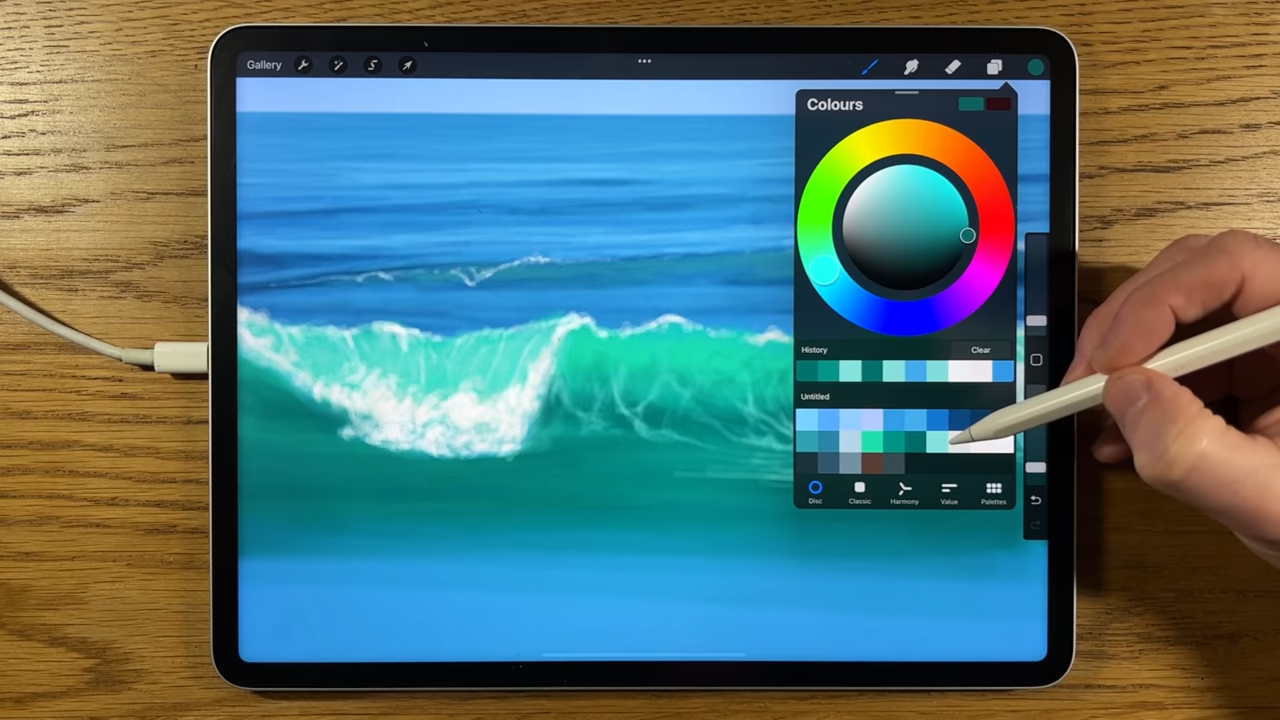 Gallery
Colours
History Clear
Untitled
Disc Classic Harmony Value Palettes